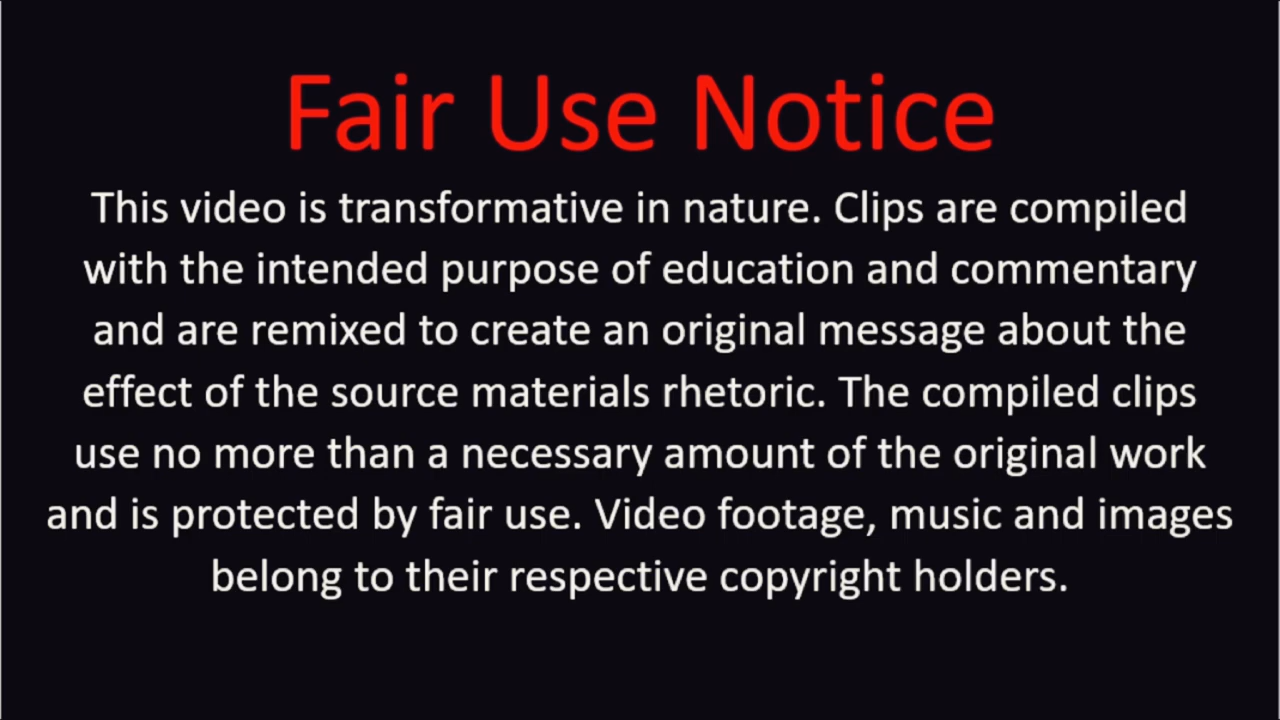 Fair Use Notice
This video is transformative in nature. Clips are compiled
with the intended purpose of education and commentary
and are remixed to create an original message about the
effect of the source materials rhetoric. The compiled clips
use no more than a necessary amount of the original work
and is protected by fair use. Video footage, music and images
belong to their respective copyright holders.